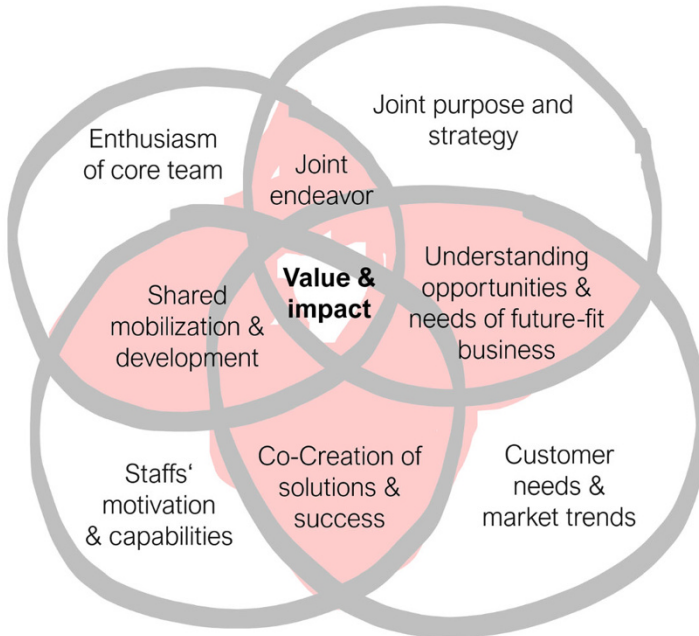 Joint purpose and
strategy
Enthusiasm
of core team
Joint
endeavor
Value &
impact
Understanding
opportunities &
needs of future-fit
business
Shared
mobilization &
development
Co-Creation of
solutions &
success
Staffs‘
motivation
& capabilities
Customer
needs &
market trends